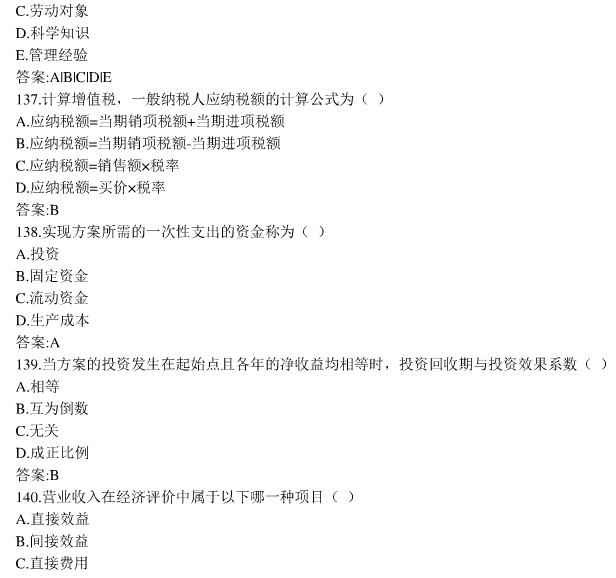 C.劳动对象
D.科学知识
E.管理经验
答案:A|B|C|D|E
137.计算增值税，一般纳税人应纳税额的计算公式为（ ）
A.应纳税额=当期销项税额+当期进项税额
B.应纳税额=当期销项税额-当期进项税额
C.应纳税额=销售额×税率
D.应纳税额=买价×税率
答案:B
138.实现方案所需的一次性支出的资金称为（ ）
A.投资
B.固定资金
C.流动资金
D.生产成本
答案:A
139.当方案的投资发生在起始点且各年的净收益均相等时，投资回收期与投资效果系数（ ）
A.相等
B.互为倒数
C.无关
D.成正比例
答案:B
140.营业收入在经济评价中属于以下哪一种项目（ ）
A.直接效益
B.间接效益
C.直接费用